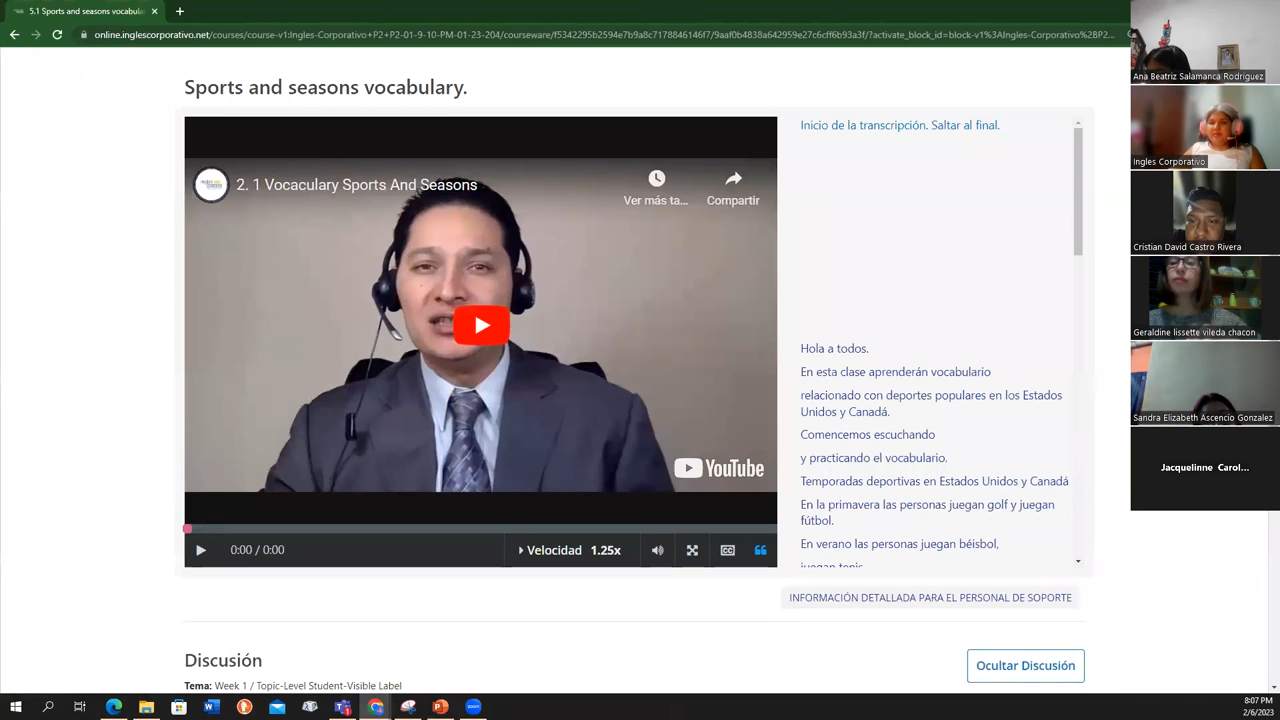 5.1 Sports and seasons vocabula
online.inglescorporativo.net/courses/course-v1:Ingles-Corporativo+P2+P2-01-9-10-PM-01-23-204/courseware/f5342295b2594e7b9a8c7178846146f7/9aaf0b4838a642959e27c6cff6b93a3f/?activate_block_id=block-v1%3AIngles-Corporativo%2BP2...
Sports and seasons vocabulary.
2. 1 Vocaculary Sports And Seasons
Ver más ta...
Compartir
YouTube
0:00 / 0:00
Velocidad 1.25x
Inicio de la transcripción. Saltar al final.
Hola a todos.
En esta clase aprenderán vocabulario
relacionado con deportes populares en los Estados
Unidos y Canadá.
Comencemos escuchando
y practicando el vocabulario.
Temporadas deportivas en Estados Unidos y Canadá
En la primavera las personas juegan golf y juegan
fútbol.
En verano las personas juegan béisbol,
juegan tenis
INFORMACIÓN DETALLADA PARA EL PERSONAL DE SOPORTE
Discusión
Ocultar Discusión
Tema: Week 1 / Topic-Level Student-Visible Label
Ana Beatriz Salamanca Rodriguez
Ingles Corporativo
Cristian David Castro Rivera
Geraldine lissette vileda chacon
Sandra Elizabeth Ascencio Gonzalez
Jacquelinne Carol...
8:07 PM
2/6/2023